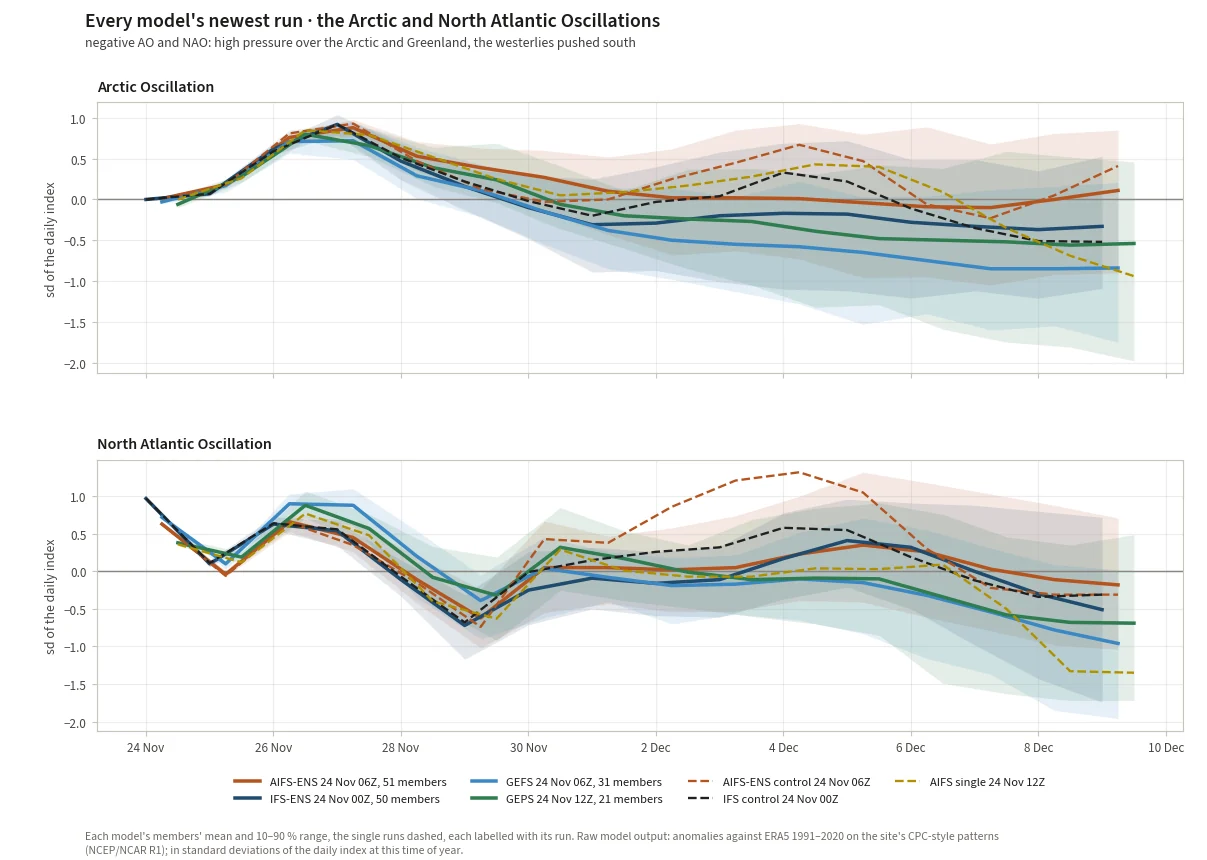 Every model's newest run · the Arctic and North Atlantic Oscillations
negative AO and NAO: high pressure over the Arctic and Greenland, the westerlies pushed south
Arctic Oscillation
sd of the daily index
1.0
0.5
0.0
−0.5
−1.0
−1.5
−2.0
North Atlantic Oscillation
sd of the daily index
1.0
0.5
0.0
−0.5
−1.0
−1.5
−2.0
24 Nov 26 Nov 28 Nov 30 Nov 2 Dec 4 Dec 6 Dec 8 Dec 10 Dec
AIFS-ENS 24 Nov 06Z, 51 members GEFS 24 Nov 06Z, 31 members AIFS-ENS control 24 Nov 06Z AIFS single 24 Nov 12Z
IFS-ENS 24 Nov 00Z, 50 members GEPS 24 Nov 12Z, 21 members IFS control 24 Nov 00Z
Each model's members' mean and 10–90 % range, the single runs dashed, each labelled with its run. Raw model output: anomalies against ERA5 1991–2020 on the site's CPC-style patterns
(NCEP/NCAR R1); in standard deviations of the daily index at this time of year.